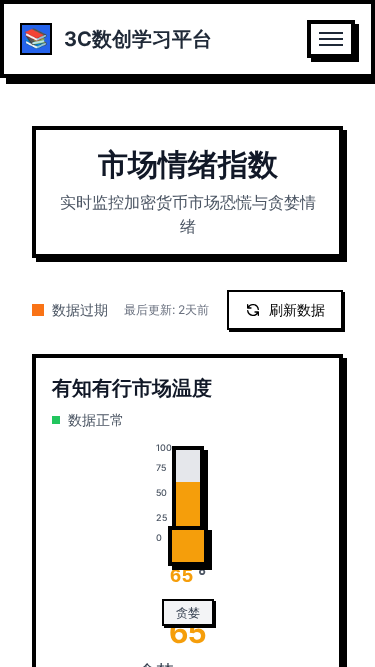 3C数创学习平台
市场情绪指数
实时监控加密货币市场恐慌与贪婪情
绪
数据过期 最后更新: 2天前 刷新数据
有知有行市场温度
数据正常
100
75
50
25
0
65 °
贪婪
65